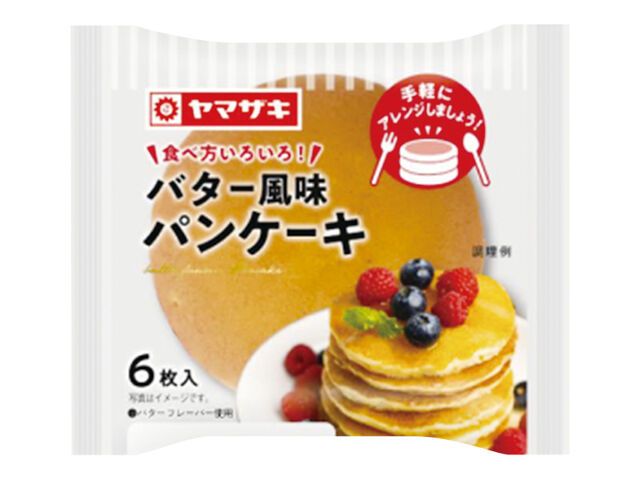 ヤマザキ
手軽に
アレンジしましょう!
食べ方いろいろ!
バター風味
パンケーキ
調理例
6枚入
写真はイメージです。
●バターフレーバー使用